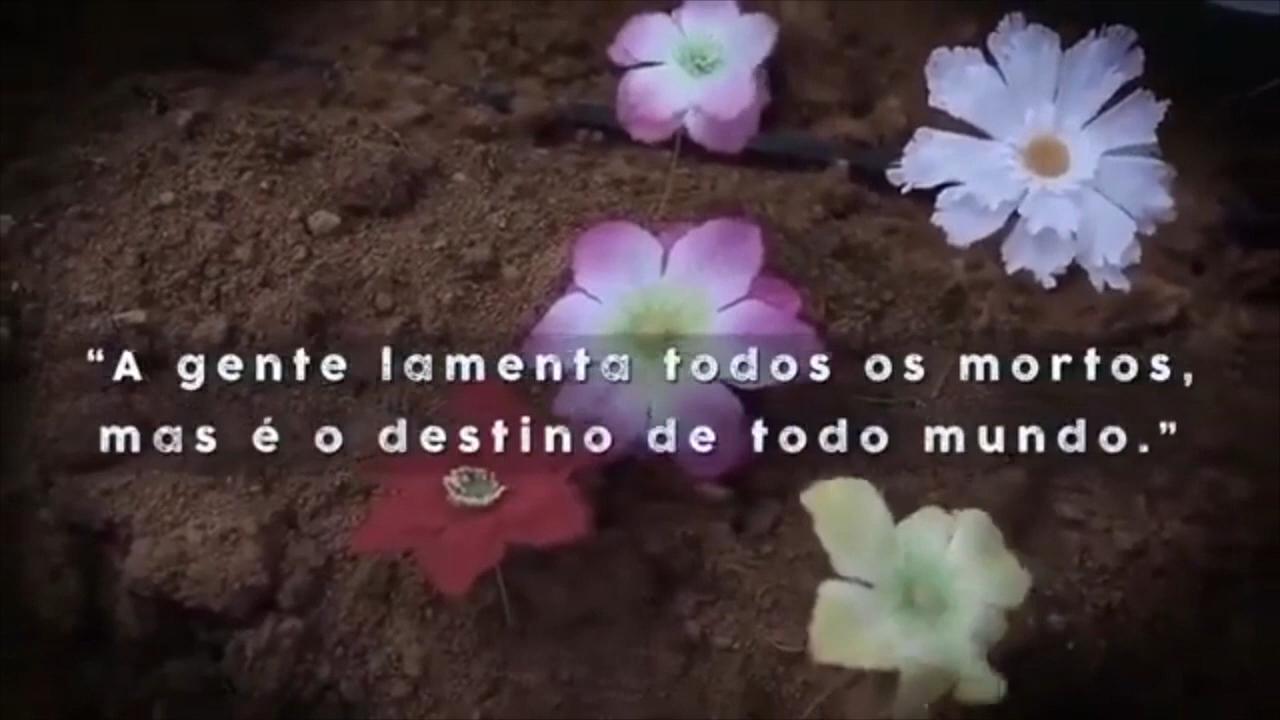 “A gente lamenta todos os mortos,
mas é o destino de todo mundo.”